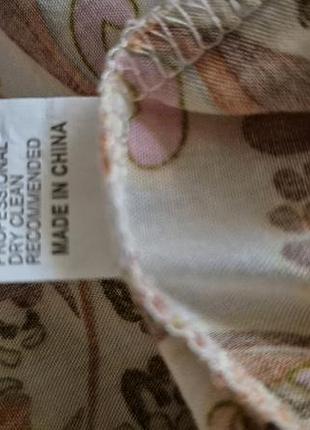 PROFESSIONAL
DRY CLEAN
RECOMMENDED
MADE IN CHINA